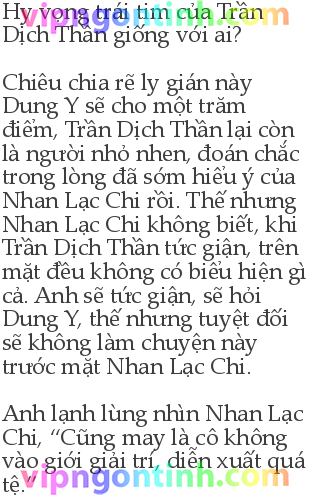 vipngontinh.com
Hy vọng trái tim của Trần
Dịch Thần giống với ai?
Chiêu chia rẽ ly gián này
Dung Y sẽ cho một trăm
điểm, Trần Dịch Thần lại còn
là người nhỏ nhen, đoán chắc
trong lòng đã sớm hiểu ý của
Nhan Lạc Chi rồi. Thế nhưng
Nhan Lạc Chi không biết, khi
Trần Dịch Thần tức giận, trên
mặt đều không có biểu hiện gì
cả. Anh sẽ tức giận, sẽ hỏi
Dung Y, thế nhưng tuyệt đối
sẽ không làm chuyện này
trước mặt Nhan Lạc Chi.
Anh lạnh lùng nhìn Nhan Lạc
Chi, “Cũng may là cô không
vào giới giải trí, diễn xuất quá
tệ.”
vipngontinh.com